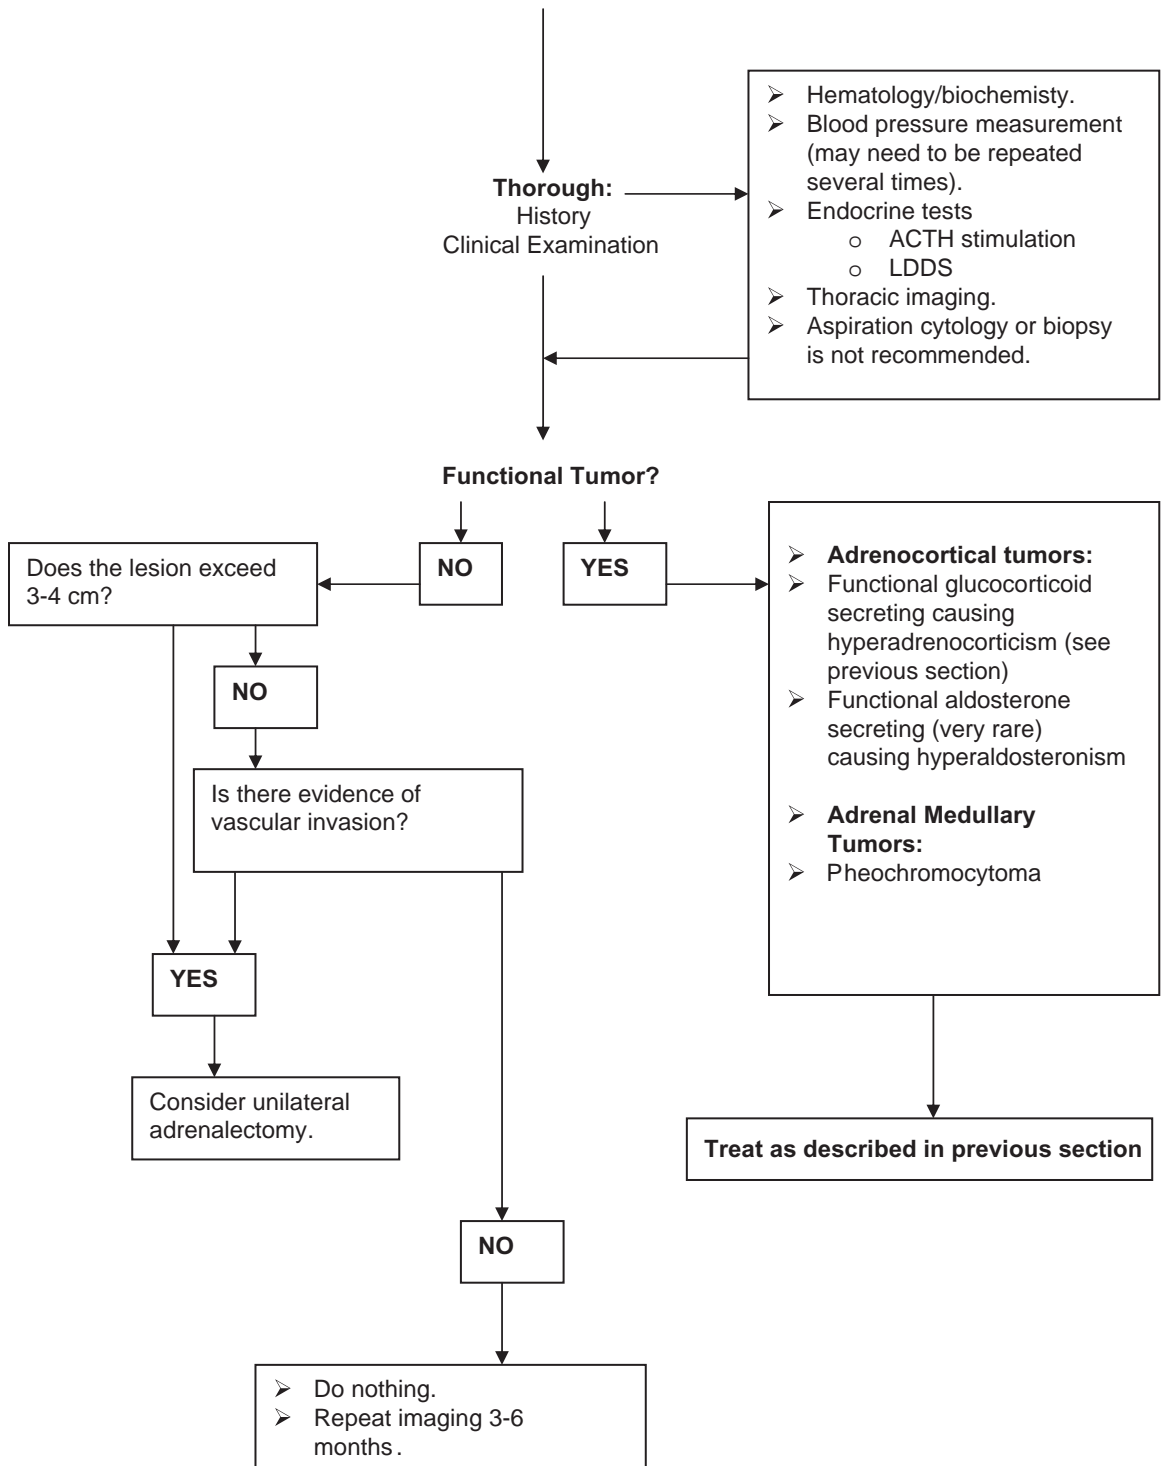 Thorough:
History
Clinical Examination
➢ Hematology/biochemisty.
➢ Blood pressure measurement
(may need to be repeated
several times).
➢ Endocrine tests
o ACTH stimulation
o LDDS
➢ Thoracic imaging.
➢ Aspiration cytology or biopsy
is not recommended.
Functional Tumor?
NO
YES
Does the lesion exceed
3-4 cm?
NO
Is there evidence of
vascular invasion?
YES
Consider unilateral
adrenalectomy.
NO
➢ Do nothing.
➢ Repeat imaging 3-6
months.
➢ Adrenocortical tumors:
➢ Functional glucocorticoid
secreting causing
hyperadrenocorticism (see
previous section)
➢ Functional aldosterone
secreting (very rare)
causing hyperaldosteronism
➢ Adrenal Medullary
Tumors:
➢ Pheochromocytoma
Treat as described in previous section